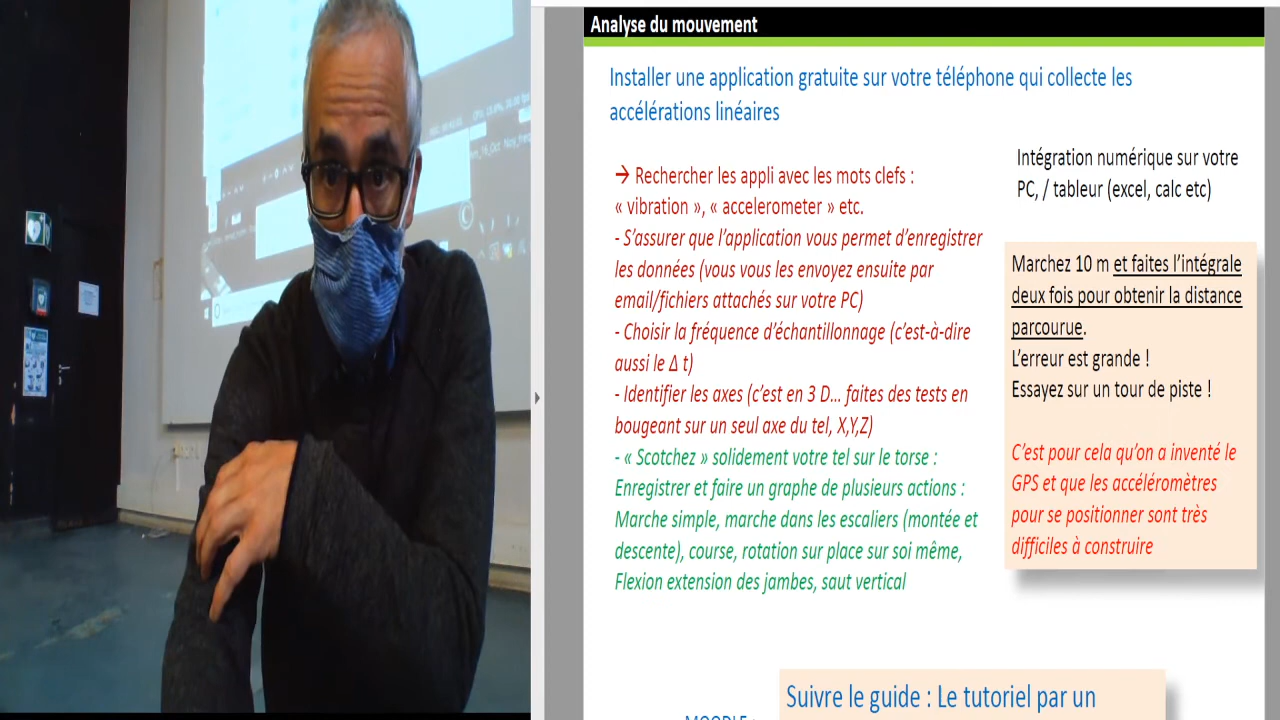 Analyse du mouvement
Installer une application gratuite sur votre téléphone qui collecte les
accélérations linéaires
→ Rechercher les appli avec les mots clefs :
« vibration », « accelerometer » etc.
- S’assurer que l’application vous permet d’enregistrer
les données (vous vous les envoyez ensuite par
email/fichiers attachés sur votre PC)
- Choisir la fréquence d’échantillonnage (c’est-à-dire
aussi le Δ t)
- Identifier les axes (c’est en 3 D… faites des tests en
bougeant sur un seul axe du tel, X,Y,Z)
- « Scotchez » solidement votre tel sur le torse :
Enregistrer et faire un graphe de plusieurs actions :
Marche simple, marche dans les escaliers (montée et
descente), course, rotation sur place sur soi même,
Flexion extension des jambes, saut vertical
Intégration numérique sur votre
PC, / tableur (excel, calc etc)
Marchez 10 m et faites l’intégrale
deux fois pour obtenir la distance
parcourue.
L’erreur est grande !
Essayez sur un tour de piste !
C’est pour cela qu’on a inventé le
GPS et que les accéléromètres
pour se positionner sont très
difficiles à construire
Suivre le guide : Le tutoriel par un
MOODLE :